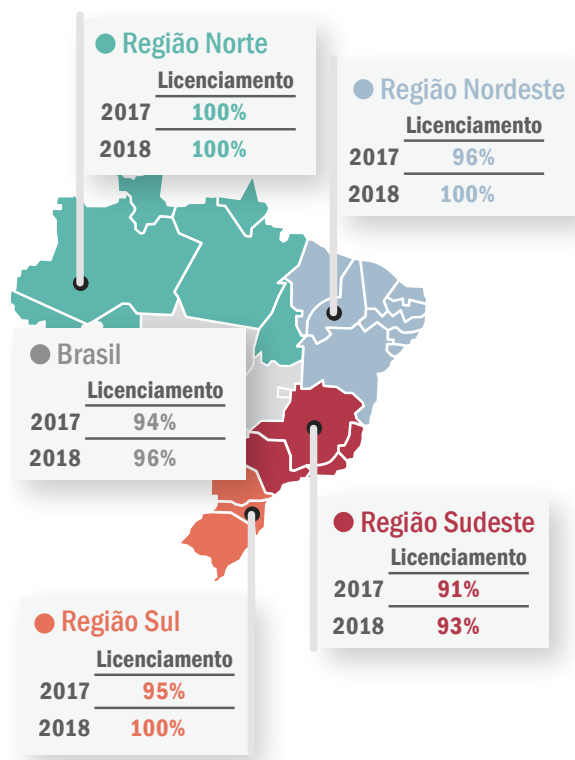 Região Norte
Licenciamento
2017 100%
2018 100%
Região Nordeste
Licenciamento
2017 96%
2018 100%
Brasil
Licenciamento
2017 94%
2018 96%
Região Sudeste
Licenciamento
2017 91%
2018 93%
Região Sul
Licenciamento
2017 95%
2018 100%